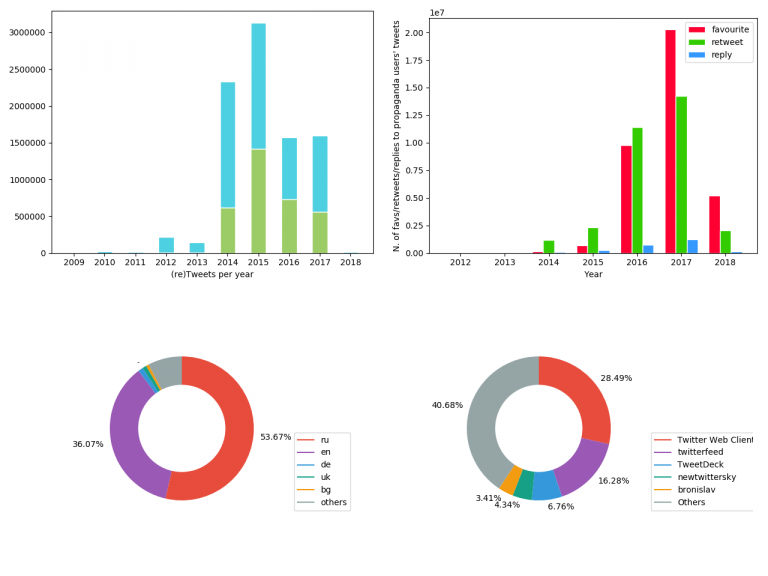 3000000
2500000
2000000
1500000
1000000
500000
0
2009 2010 2011 2012 2013 2014 2015 2016 2017 2018
(re)Tweets per year
1e7
N. of favs/retweets/replies to propaganda users' tweets
2.00
1.75
1.50
1.25
1.00
0.75
0.50
0.25
0.00
favourite
retweet
reply
2012 2013 2014 2015 2016 2017 2018
Year
36.07%
53.67%
ru
en
de
uk
bg
others
28.49%
40.68%
16.28%
3.41%
4.34%
6.76%
Twitter Web Client
twitterfeed
TweetDeck
newtwittersky
bronislav
Others